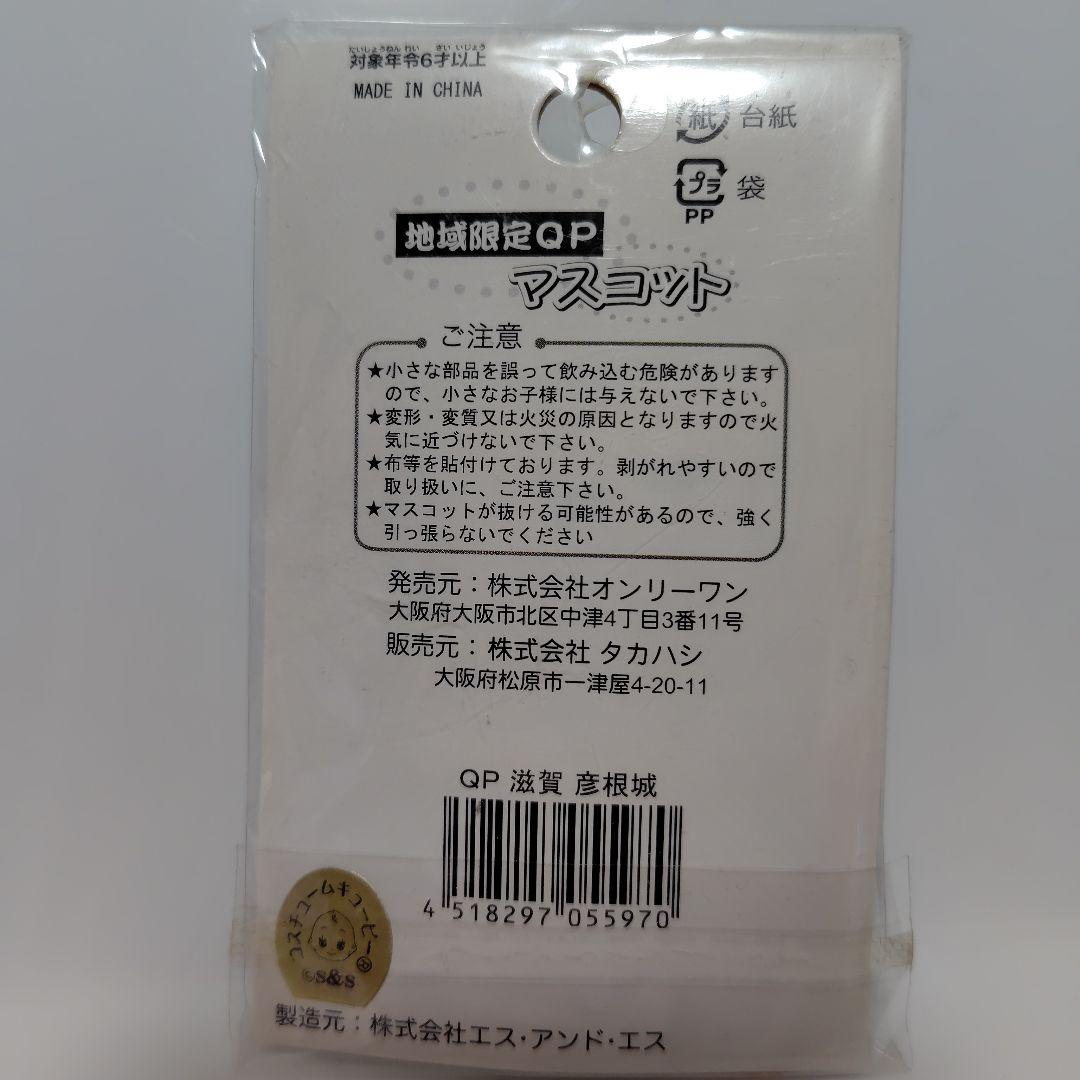 たいしょうねんれい さいいじょう
対象年令6才以上
MADE IN CHINA
紙 台紙
プラ 袋
PP
地域限定QP
マスコット
ご注意
★小さな部品を誤って飲み込む危険があります
ので、小さなお子様には与えないで下さい。
★変形・変質又は火災の原因となりますので火
気に近づけないで下さい。
★布等を貼付けております。剥がれやすいので
取り扱いに、ご注意下さい。
★マスコットが抜ける可能性があるので、強く
引っ張らないでください
発売元：株式会社オンリーワン
大阪府大阪市北区中津4丁目3番11号
販売元：株式会社 タカハシ
大阪府松原市一津屋4-20-11
QP 滋賀 彦根城
4 518297 055970
コスチュームキューピー®
©S&S
製造元：株式会社エス・アンド・エス